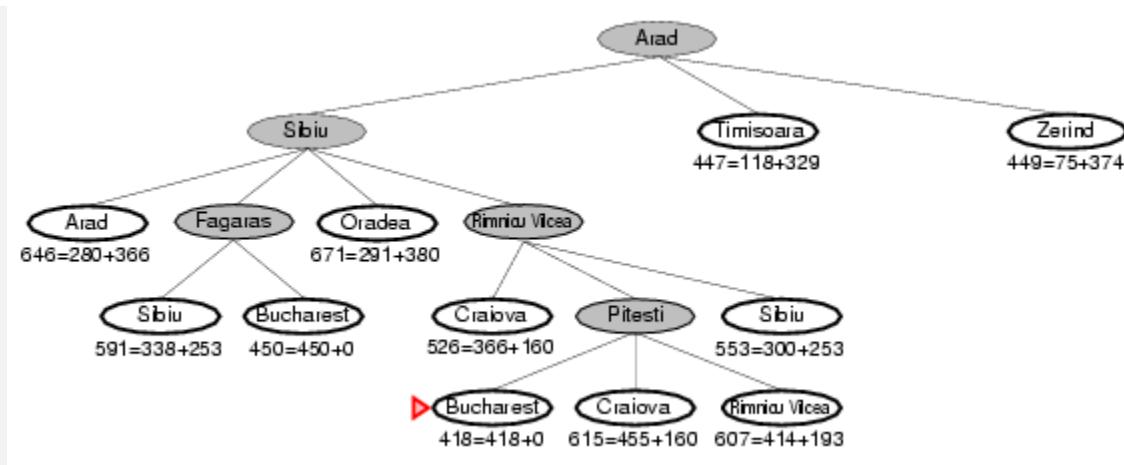 Arad
Sibiu
Timisoara
Zerind
447=118+329
449=75+374
Arad
Fagaras
Oradea
Rimnicu Vilcea
646=280+366
671=291+380
Sibiu
Bucharest
Craiova
Pitesti
Sibiu
591=338+253
450=450+0
526=366+160
553=300+253
Bucharest
Craiova
Rimnicu Vilcea
418=418+0
615=455+160
607=414+193